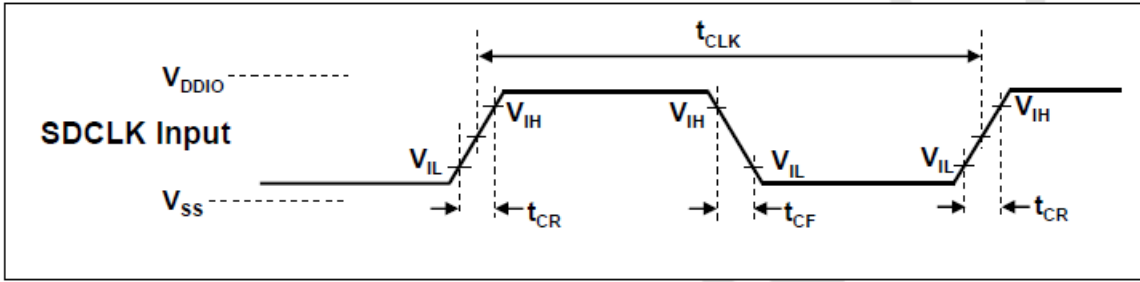 tCLK
VDDIO
VIH VIH VIH
SDCLK Input
VIL VIL VIL
VSS
tCR tCF tCR